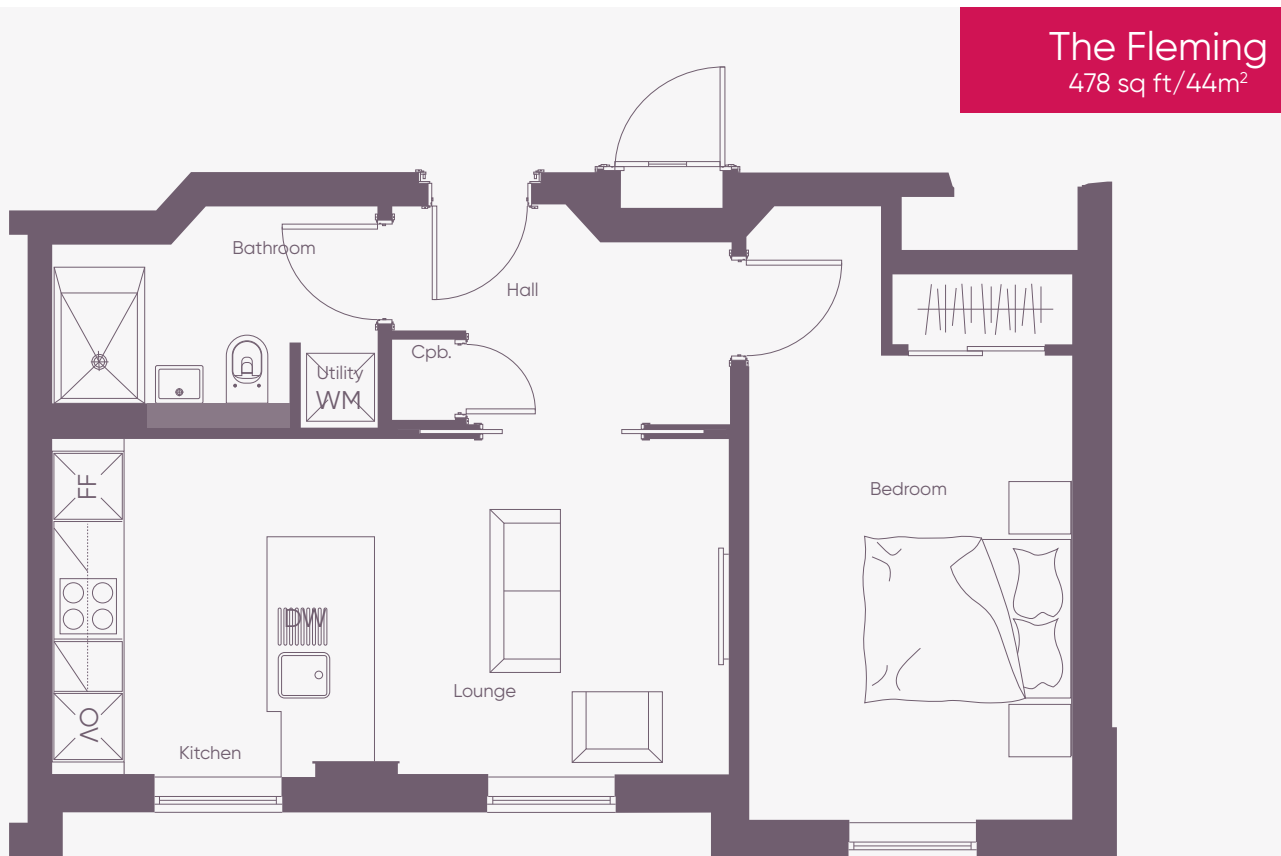 The Fleming
478 sq ft/44m²
Bathroom
Hall
Cpb.
Utility
WM
FF
Bedroom
DW
Lounge
OV
Kitchen